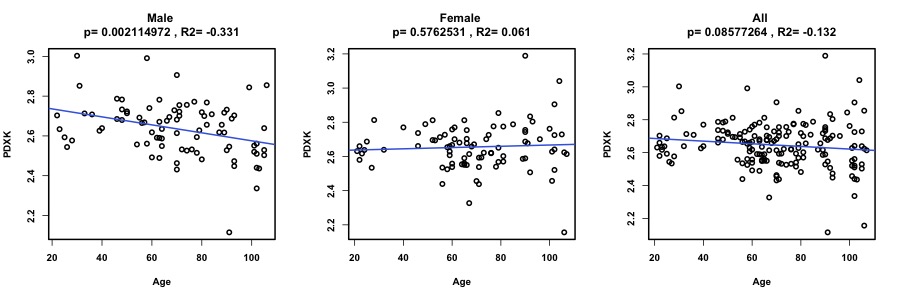 Male
p= 0.002114972 , R2= -0.331
PDXK
3.0
2.8
2.6
2.4
2.2
20 40 60 80 100
Age
Female
p= 0.5762531 , R2= 0.061
PDXK
3.2
3.0
2.8
2.6
2.4
2.2
20 40 60 80 100
Age
All
p= 0.08577264 , R2= -0.132
PDXK
3.2
3.0
2.8
2.6
2.4
2.2
20 40 60 80 100
Age